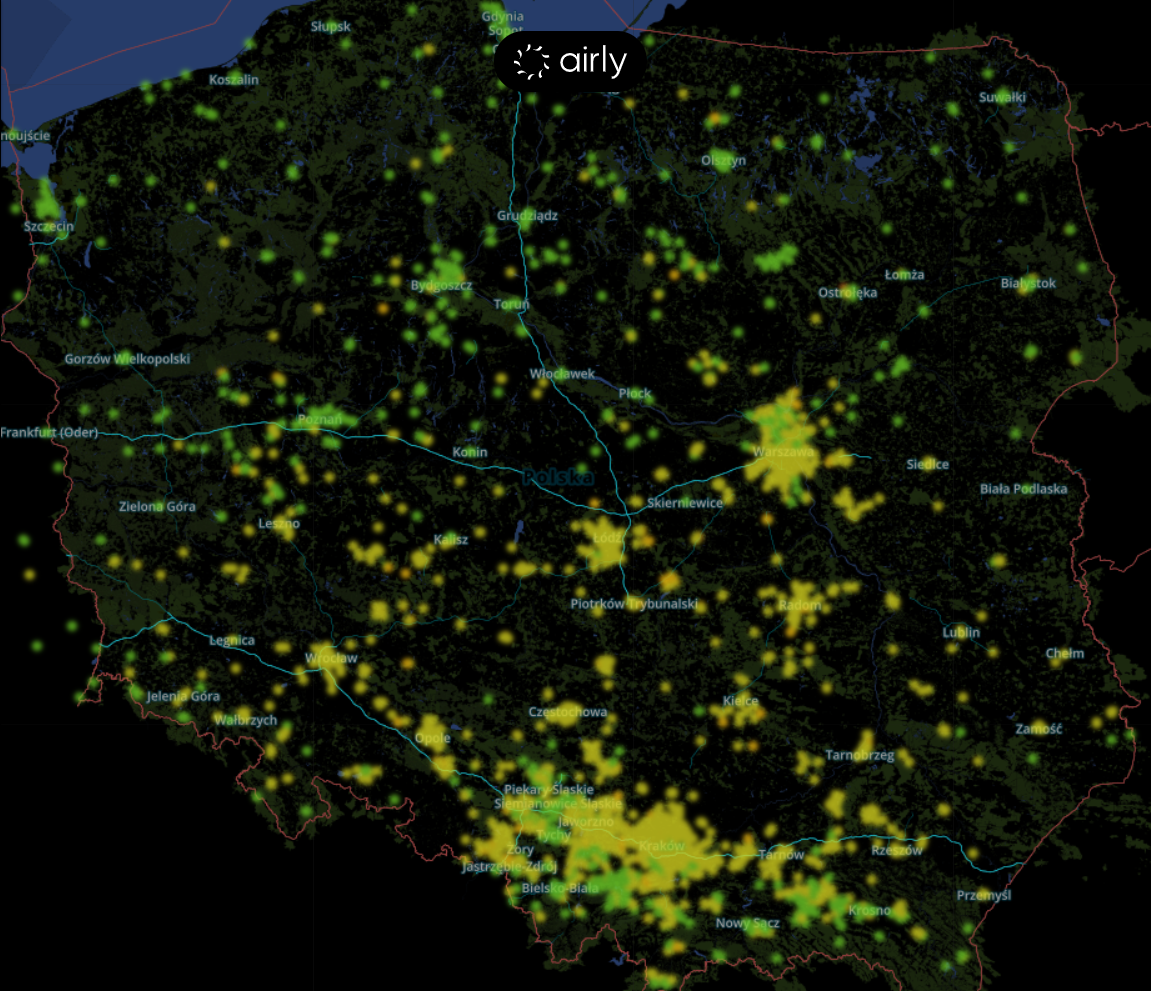 Gdynia
Słupsk
Sopot
airly
Koszalin
Suwałki
noujście
Olsztyn
Grudziądz
Szczecin
Łomża
Białystok
Bydgoszcz
Ostrołęka
Toruń
Gorzów Wielkopolski
Włocławek
Płock
Poznań
Frankfurt (Oder)
Konin
Warszawa
Siedlce
Polska
Biała Podlaska
Zielona Góra
Skierniewice
Leszno
Kalisz
Łódź
Piotrków Trybunalski
Radom
Legnica
Lublin
Wrocław
Chełm
Jelenia Góra
Kielce
Wałbrzych
Częstochowa
Zamość
Opole
Tarnobrzeg
Piekary Śląskie
Siemianowice Śląskie
Jaworzno
Tychy
Kraków
Żory
Tarnów
Rzeszów
Jastrzębie-Zdrój
Bielsko-Biała
Przemyśl
Krosno
Nowy Sącz